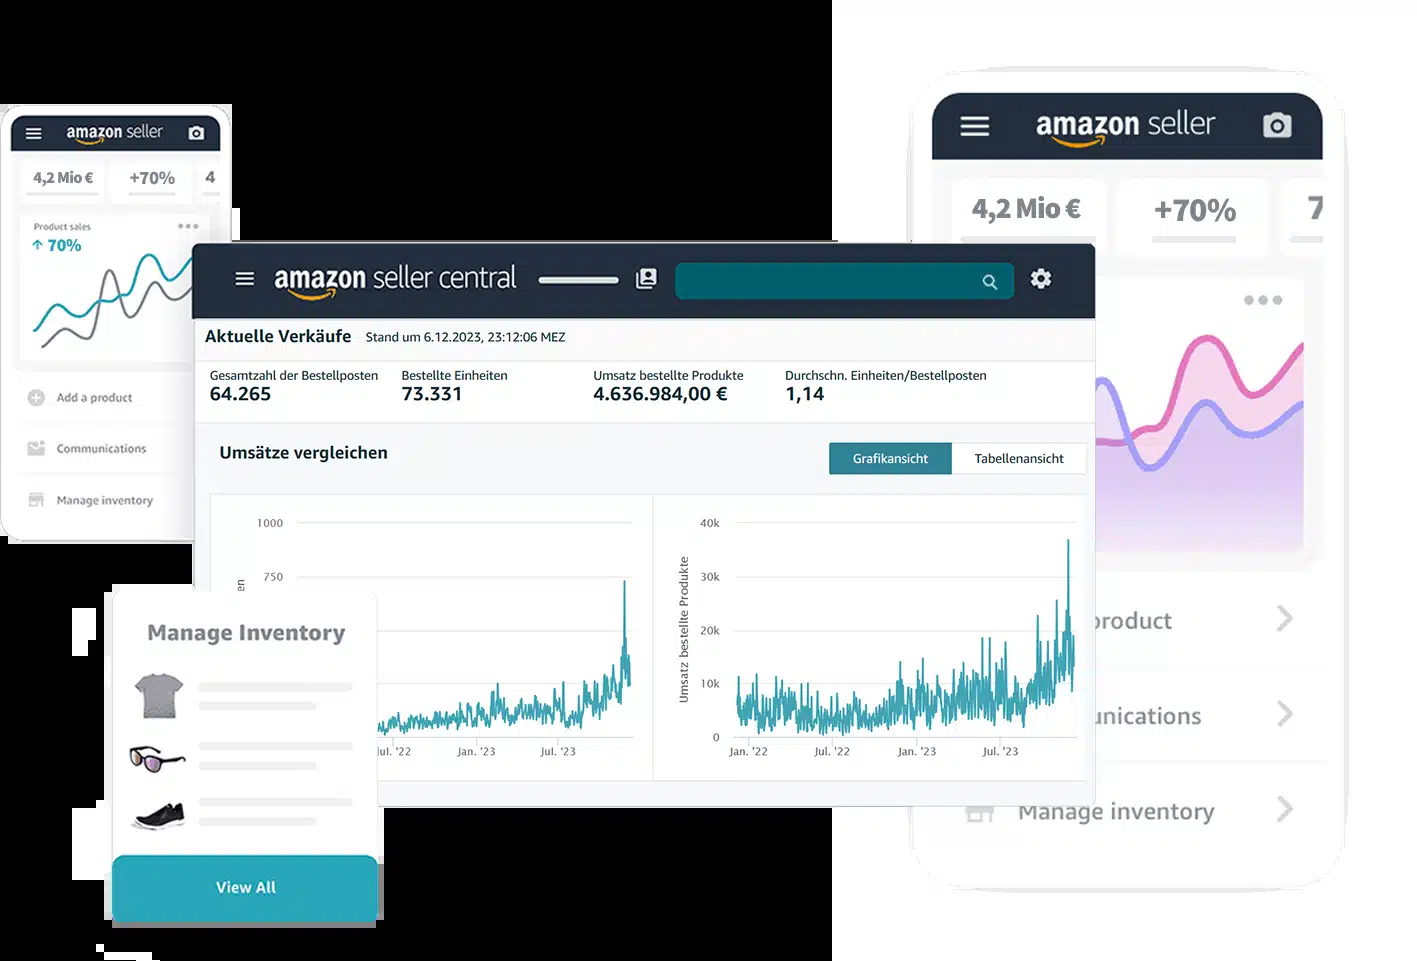 amazon seller
4,2 Mio €
+70%
4
Product sales
↑ 70%
Add a product
Communications
Manage inventory
amazon seller central
Aktuelle Verkäufe Stand um 6.12.2023, 23:12:06 MEZ
Gesamtzahl der Bestellposten
64.265
Bestellte Einheiten
73.331
Umsatz bestellte Produkte
4.636.984,00 €
Durchschn. Einheiten/Bestellposten
1,14
Umsätze vergleichen
Grafikansicht
Tabellenansicht
1000
750
en
Jul. '22
Jan. '23
Jul. '23
Umsatz bestellte Produkte
40k
30k
20k
10k
0
Jan. '22
Jul. '22
Jan. '23
Jul. '23
Manage Inventory
View All
amazon seller
4,2 Mio €
+70%
7
product
unications
Manage inventory